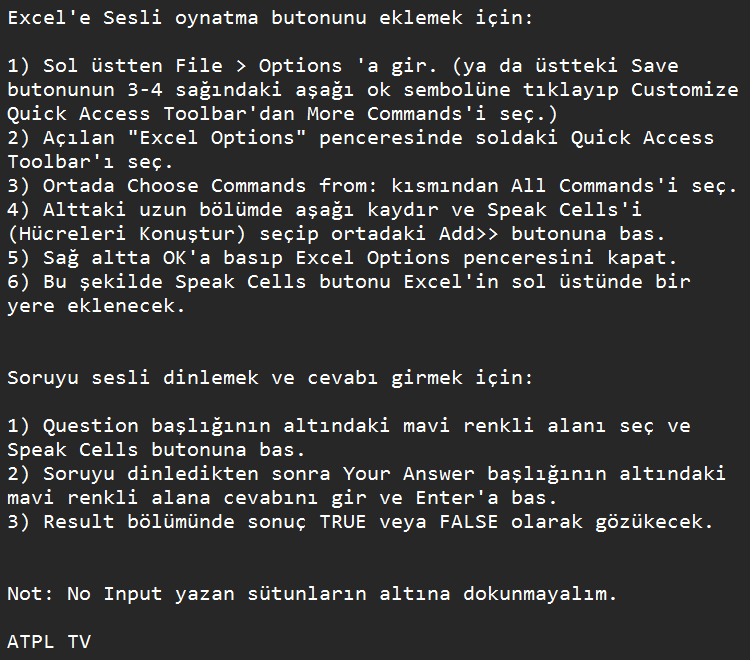 Excel'e Sesli oynatma butonunu eklemek için:
1) Sol üstten File > Options 'a gir. (ya da üstteki Save
butonunun 3-4 sağındaki aşağı ok sembolüne tıklayıp Customize
Quick Access Toolbar'dan More Commands'i seç.)
2) Açılan "Excel Options" penceresinde soldaki Quick Access
Toolbar'ı seç.
3) Ortada Choose Commands from: kısmından All Commands'i seç.
4) Alttaki uzun bölümde aşağı kaydır ve Speak Cells'i
(Hücreleri Konuştur) seçip ortadaki Add>> butonuna bas.
5) Sağ altta OK'a basıp Excel Options penceresini kapat.
6) Bu şekilde Speak Cells butonu Excel'in sol üstünde bir
yere eklenecek.
Soruyu sesli dinlemek ve cevabı girmek için:
1) Question başlığının altındaki mavi renkli alanı seç ve
Speak Cells butonuna bas.
2) Soruyu dinledikten sonra Your Answer başlığının altındaki
mavi renkli alana cevabını gir ve Enter'a bas.
3) Result bölümünde sonuç TRUE veya FALSE olarak gözükecek.
Not: No Input yazan sütunların altına dokunmayalım.
ATPL TV